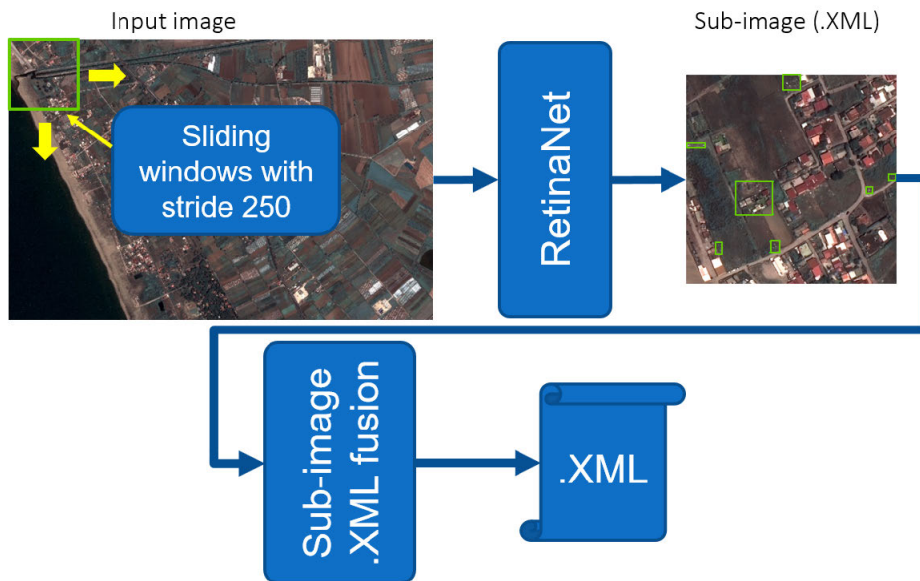 Input image
Sub-image (.XML)
Sliding
windows with
stride 250
RetinaNet
Sub-image
.XML fusion
.XML